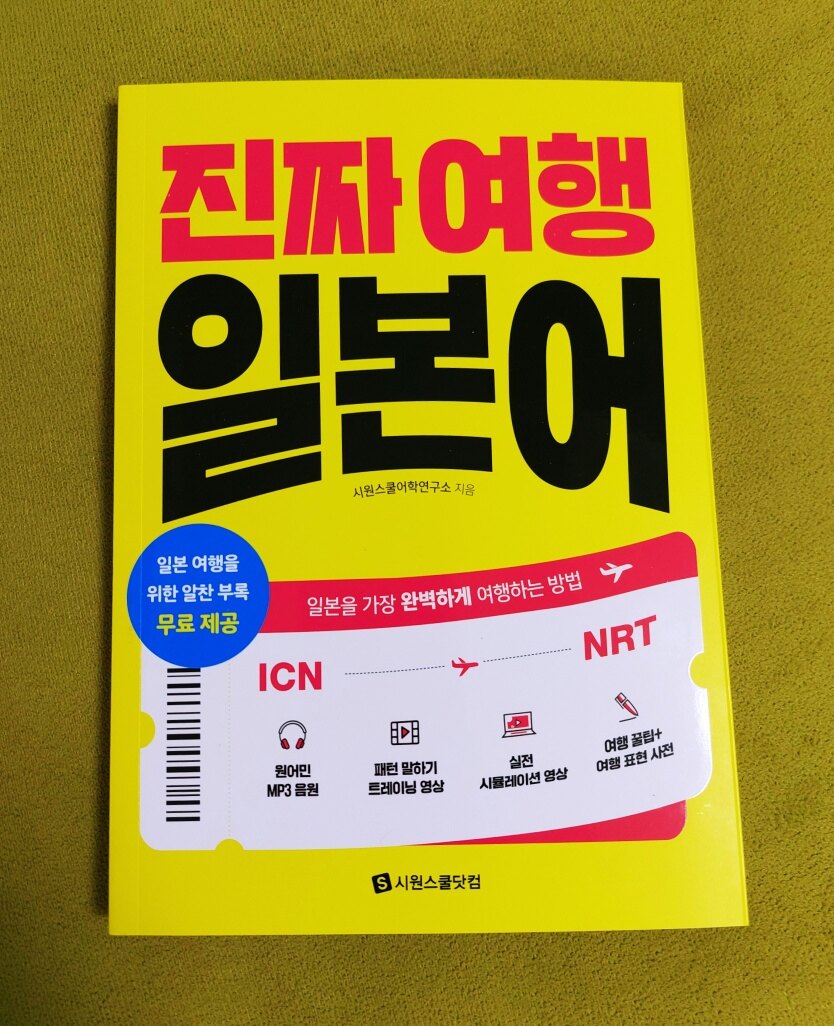 진짜 여행
일본어
시원스쿨어학연구소 지음
일본 여행을
위한 알찬 부록
무료 제공
일본을 가장 완벽하게 여행하는 방법
ICN
NRT
원어민
MP3 음원
패턴 말하기
트레이닝 영상
실전
시뮬레이션 영상
여행 꿀팁+
여행 표현 사전
S 시원스쿨닷컴